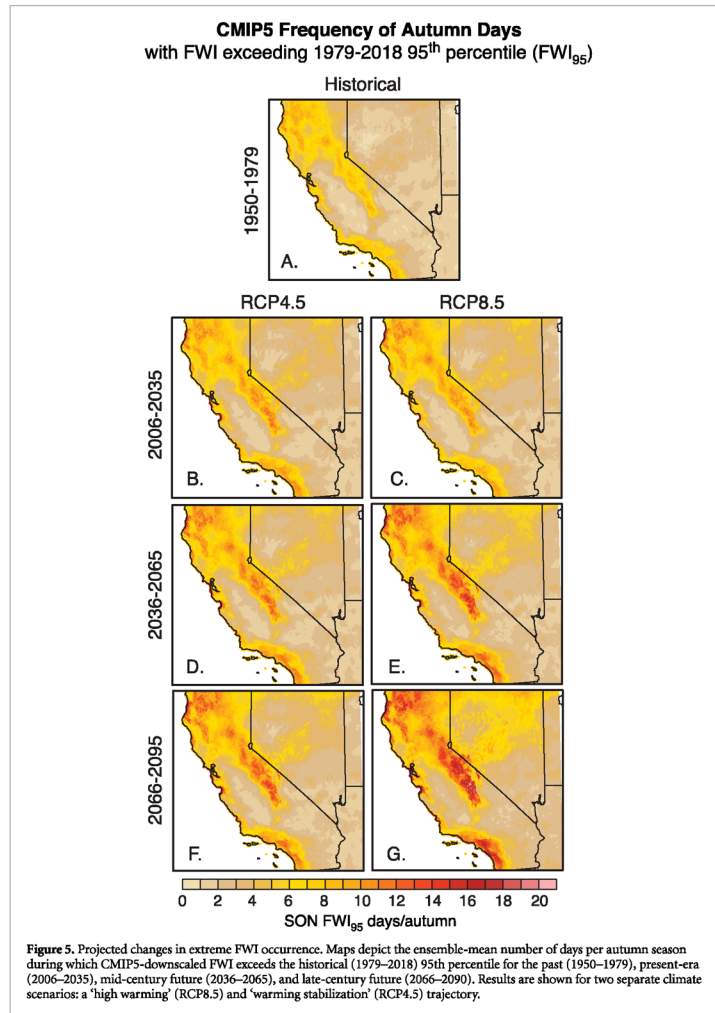 CMIP5 Frequency of Autumn Days
with FWI exceeding 1979-2018 95th percentile (FWI95)
Historical
1950-1979
A.
RCP4.5 RCP8.5
2006-2035
B. C.
2036-2065
D. E.
2066-2095
F. G.
0 2 4 6 8 10 12 14 16 18 20
SON FWI95 days/autumn
Figure 5. Projected changes in extreme FWI occurrence. Maps depict the ensemble-mean number of days per autumn season
during which CMIP5-downscaled FWI exceeds the historical (1979–2018) 95th percentile for the past (1950–1979), present-era
(2006–2035), mid-century future (2036–2065), and late-century future (2066–2090). Results are shown for two separate climate
scenarios: a 'high warming' (RCP8.5) and 'warming stabilization' (RCP4.5) trajectory.